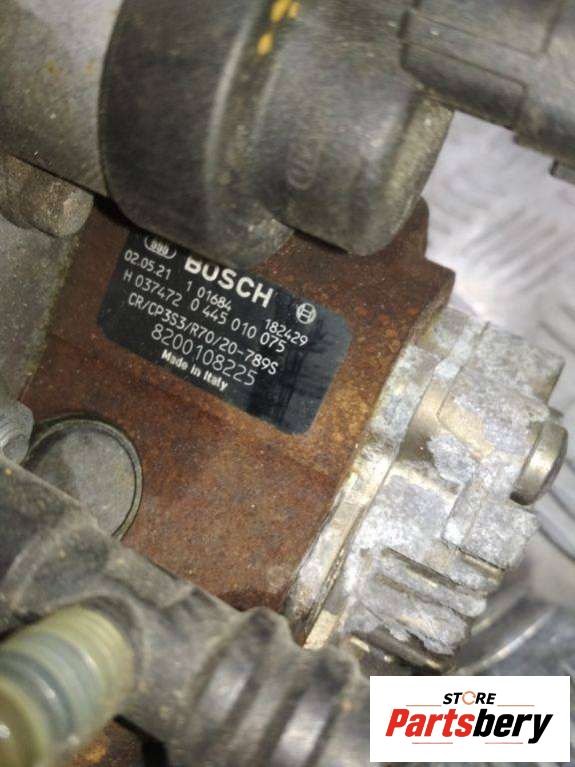 BOSCH
02.05.21 1 01684 182429
H 037472 0 445 010 075
CR/CP3S3/R70/20-789S
8200108225
Made in Italy
STORE
Partsbery